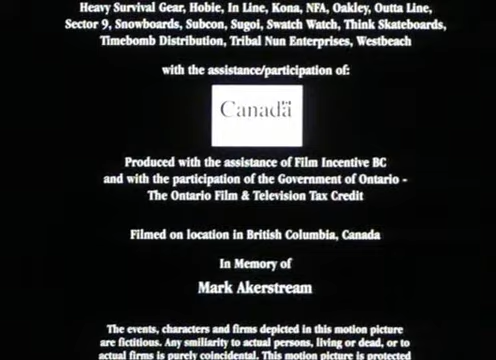 Heavy Survival Gear, Hobie, In Line, Kona, NFA, Oakley, Outta Line,
Sector 9, Snowboards, Subcon, Sugoi, Swatch Watch, Think Skateboards,
Timebomb Distribution, Tribal Nun Enterprises, Westbeach
with the assistance/participation of:
Canada
Produced with the assistance of Film Incentive BC
and with the participation of the Government of Ontario -
The Ontario Film & Television Tax Credit
Filmed on location in British Columbia, Canada
In Memory of
Mark Akerstream
The events, characters and firms depicted in this motion picture
are fictitious. Any smiliarity to actual persons, living or dead, or to
actual firms is purely coincidental. This motion picture is protected